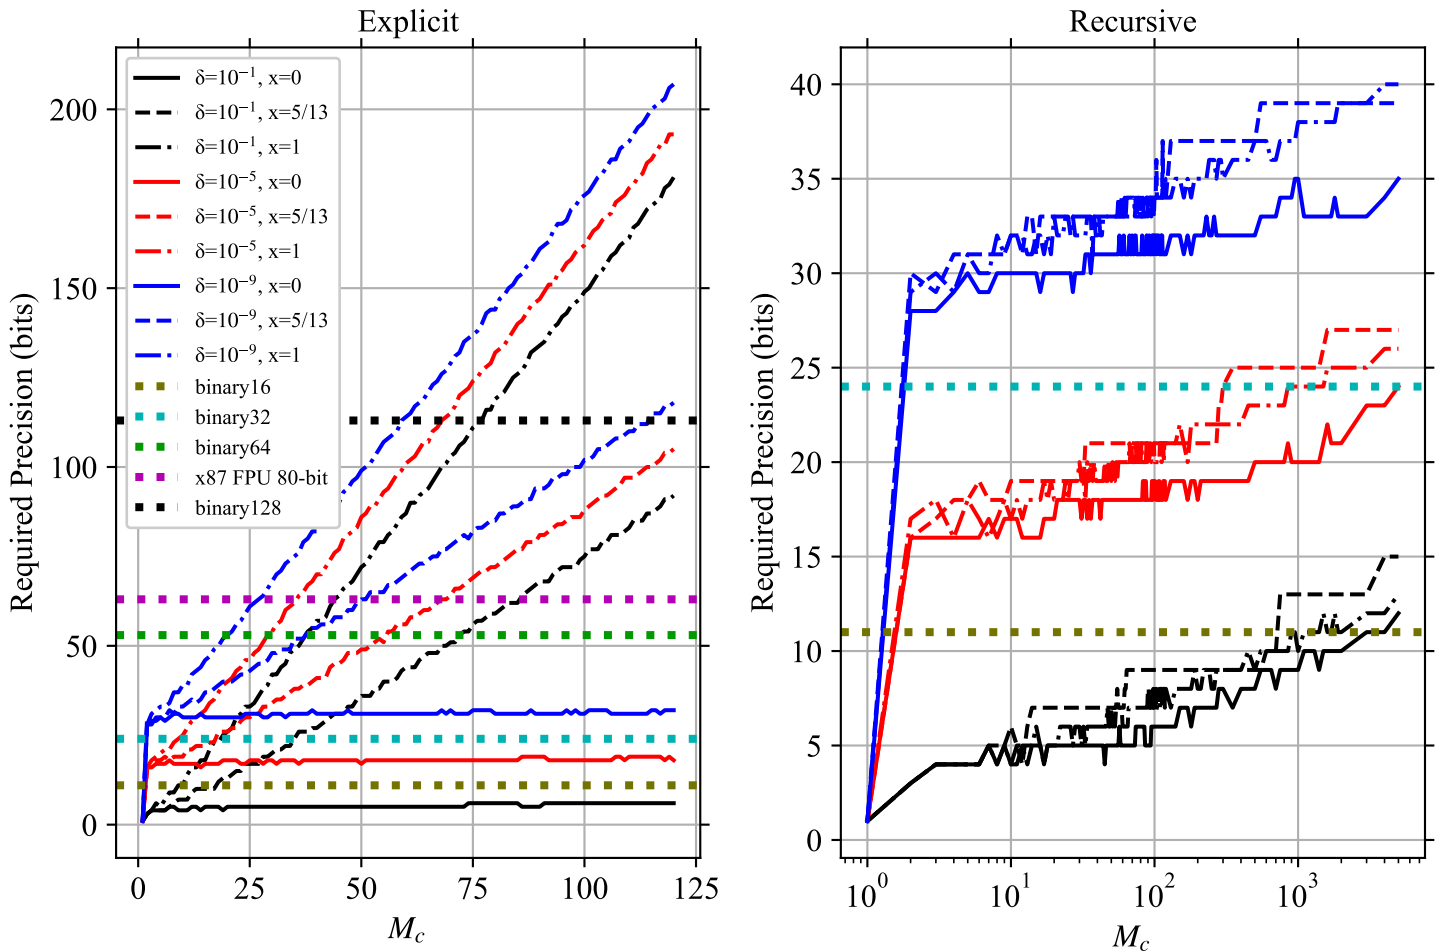 Explicit
Required Precision (bits)
200
150
100
50
0
δ=10⁻¹, x=0
δ=10⁻¹, x=5/13
δ=10⁻¹, x=1
δ=10⁻⁵, x=0
δ=10⁻⁵, x=5/13
δ=10⁻⁵, x=1
δ=10⁻⁹, x=0
δ=10⁻⁹, x=5/13
δ=10⁻⁹, x=1
binary16
binary32
binary64
x87 FPU 80-bit
binary128
0 25 50 75 100 125
M_c
Recursive
Required Precision (bits)
40
35
30
25
20
15
10
5
0
10⁰ 10¹ 10² 10³
M_c